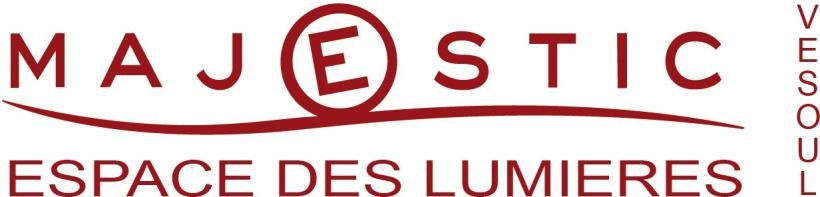 MAJESTIC
ESPACE DES LUMIERES
VESOUL